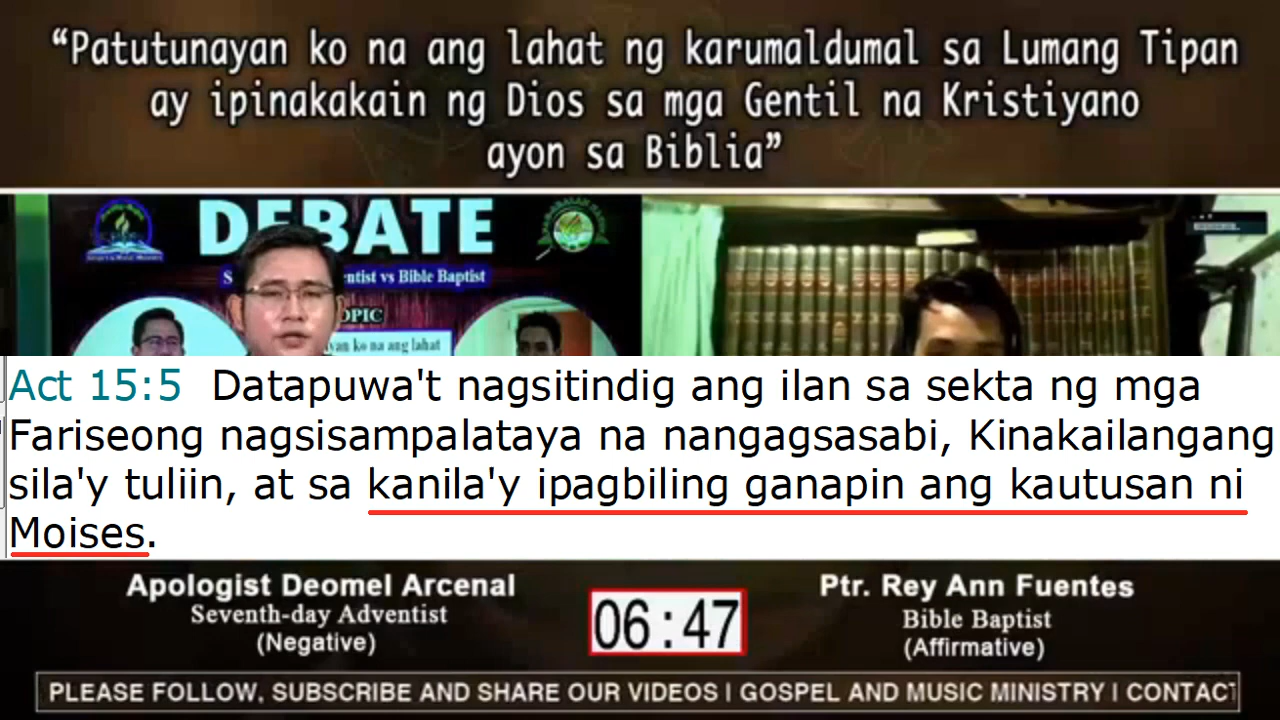 “Patutunayan ko na ang lahat ng karumaldumal sa Lumang Tipan
ay ipinakakain ng Dios sa mga Gentil na Kristiyano
ayon sa Biblia”
DEBATE
entist vs Bible Baptist
OPIC
yan ko na ang lahat
Act 15:5 Datapuwa't nagsitindig ang ilan sa sekta ng mga
Fariseong nagsisampalataya na nangagsasabi, Kinakailangang
sila'y tuliin, at sa kanila'y ipagbiling ganapin ang kautusan ni
Moises.
Apologist Deomel Arcenal
Seventh-day Adventist
(Negative)
06:47
Ptr. Rey Ann Fuentes
Bible Baptist
(Affirmative)
PLEASE FOLLOW, SUBSCRIBE AND SHARE OUR VIDEOS | GOSPEL AND MUSIC MINISTRY | CONTACT